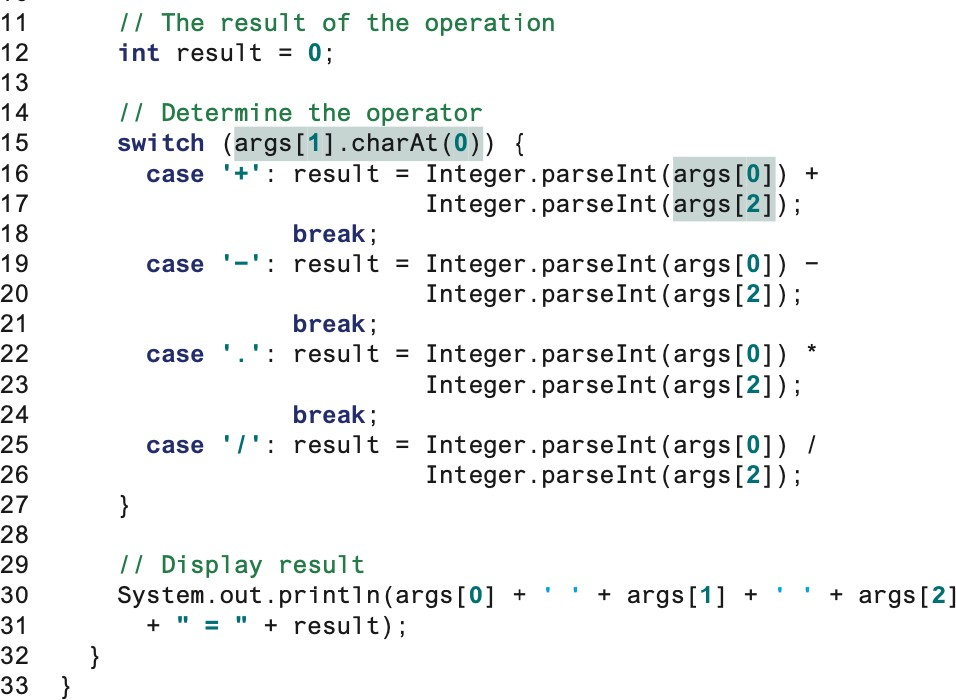 11 // The result of the operation
12 int result = 0;
13
14 // Determine the operator
15 switch (args[1].charAt(0)) {
16 case '+': result = Integer.parseInt(args[0]) +
17 Integer.parseInt(args[2]);
18 break;
19 case '−': result = Integer.parseInt(args[0]) −
20 Integer.parseInt(args[2]);
21 break;
22 case '.': result = Integer.parseInt(args[0]) *
23 Integer.parseInt(args[2]);
24 break;
25 case '/': result = Integer.parseInt(args[0]) /
26 Integer.parseInt(args[2]);
27 }
28
29 // Display result
30 System.out.println(args[0] + ' ' + args[1] + ' ' + args[2]
31 + " = " + result);
32 }
33 }